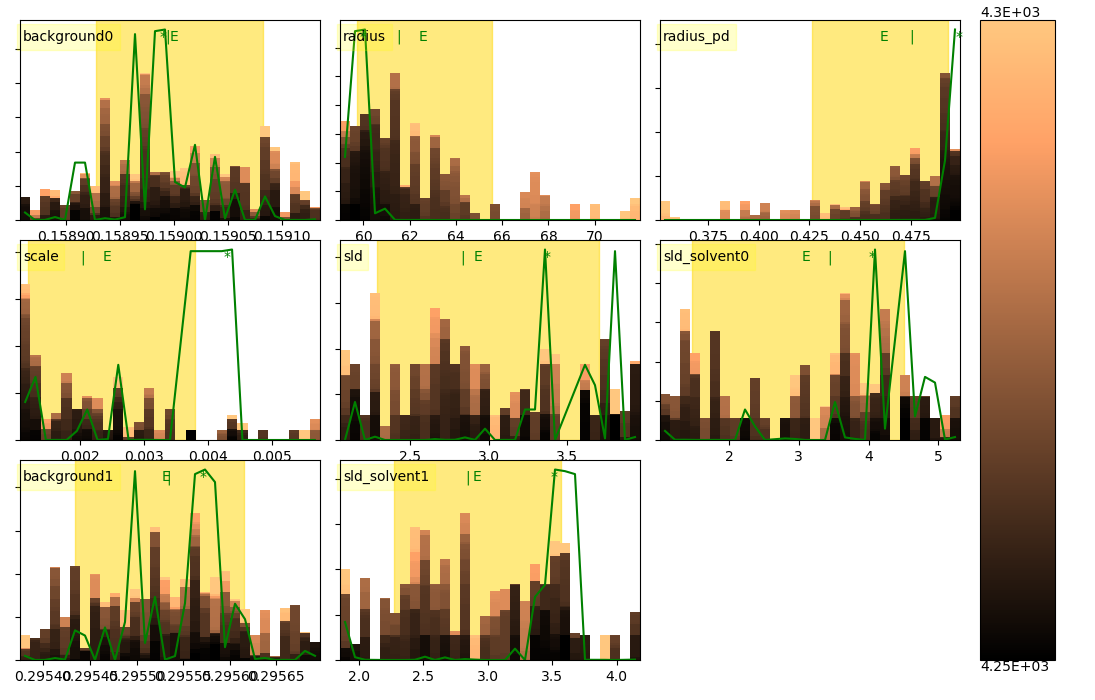 4.3E+03
background0 * | E
radius | E
radius_pd E | *
0.15890 0.15895 0.15900 0.15905 0.15910
60 62 64 66 68 70
0.375 0.400 0.425 0.450 0.475
scale | E *
sld | E *
sld_solvent0 E | *
0.002 0.003 0.004 0.005
2.5 3.0 3.5
2 3 4 5
background1 E | *
sld_solvent1 | E *
0.29540 0.29545 0.29550 0.29555 0.29560 0.29565
2.0 2.5 3.0 3.5 4.0
4.25E+03